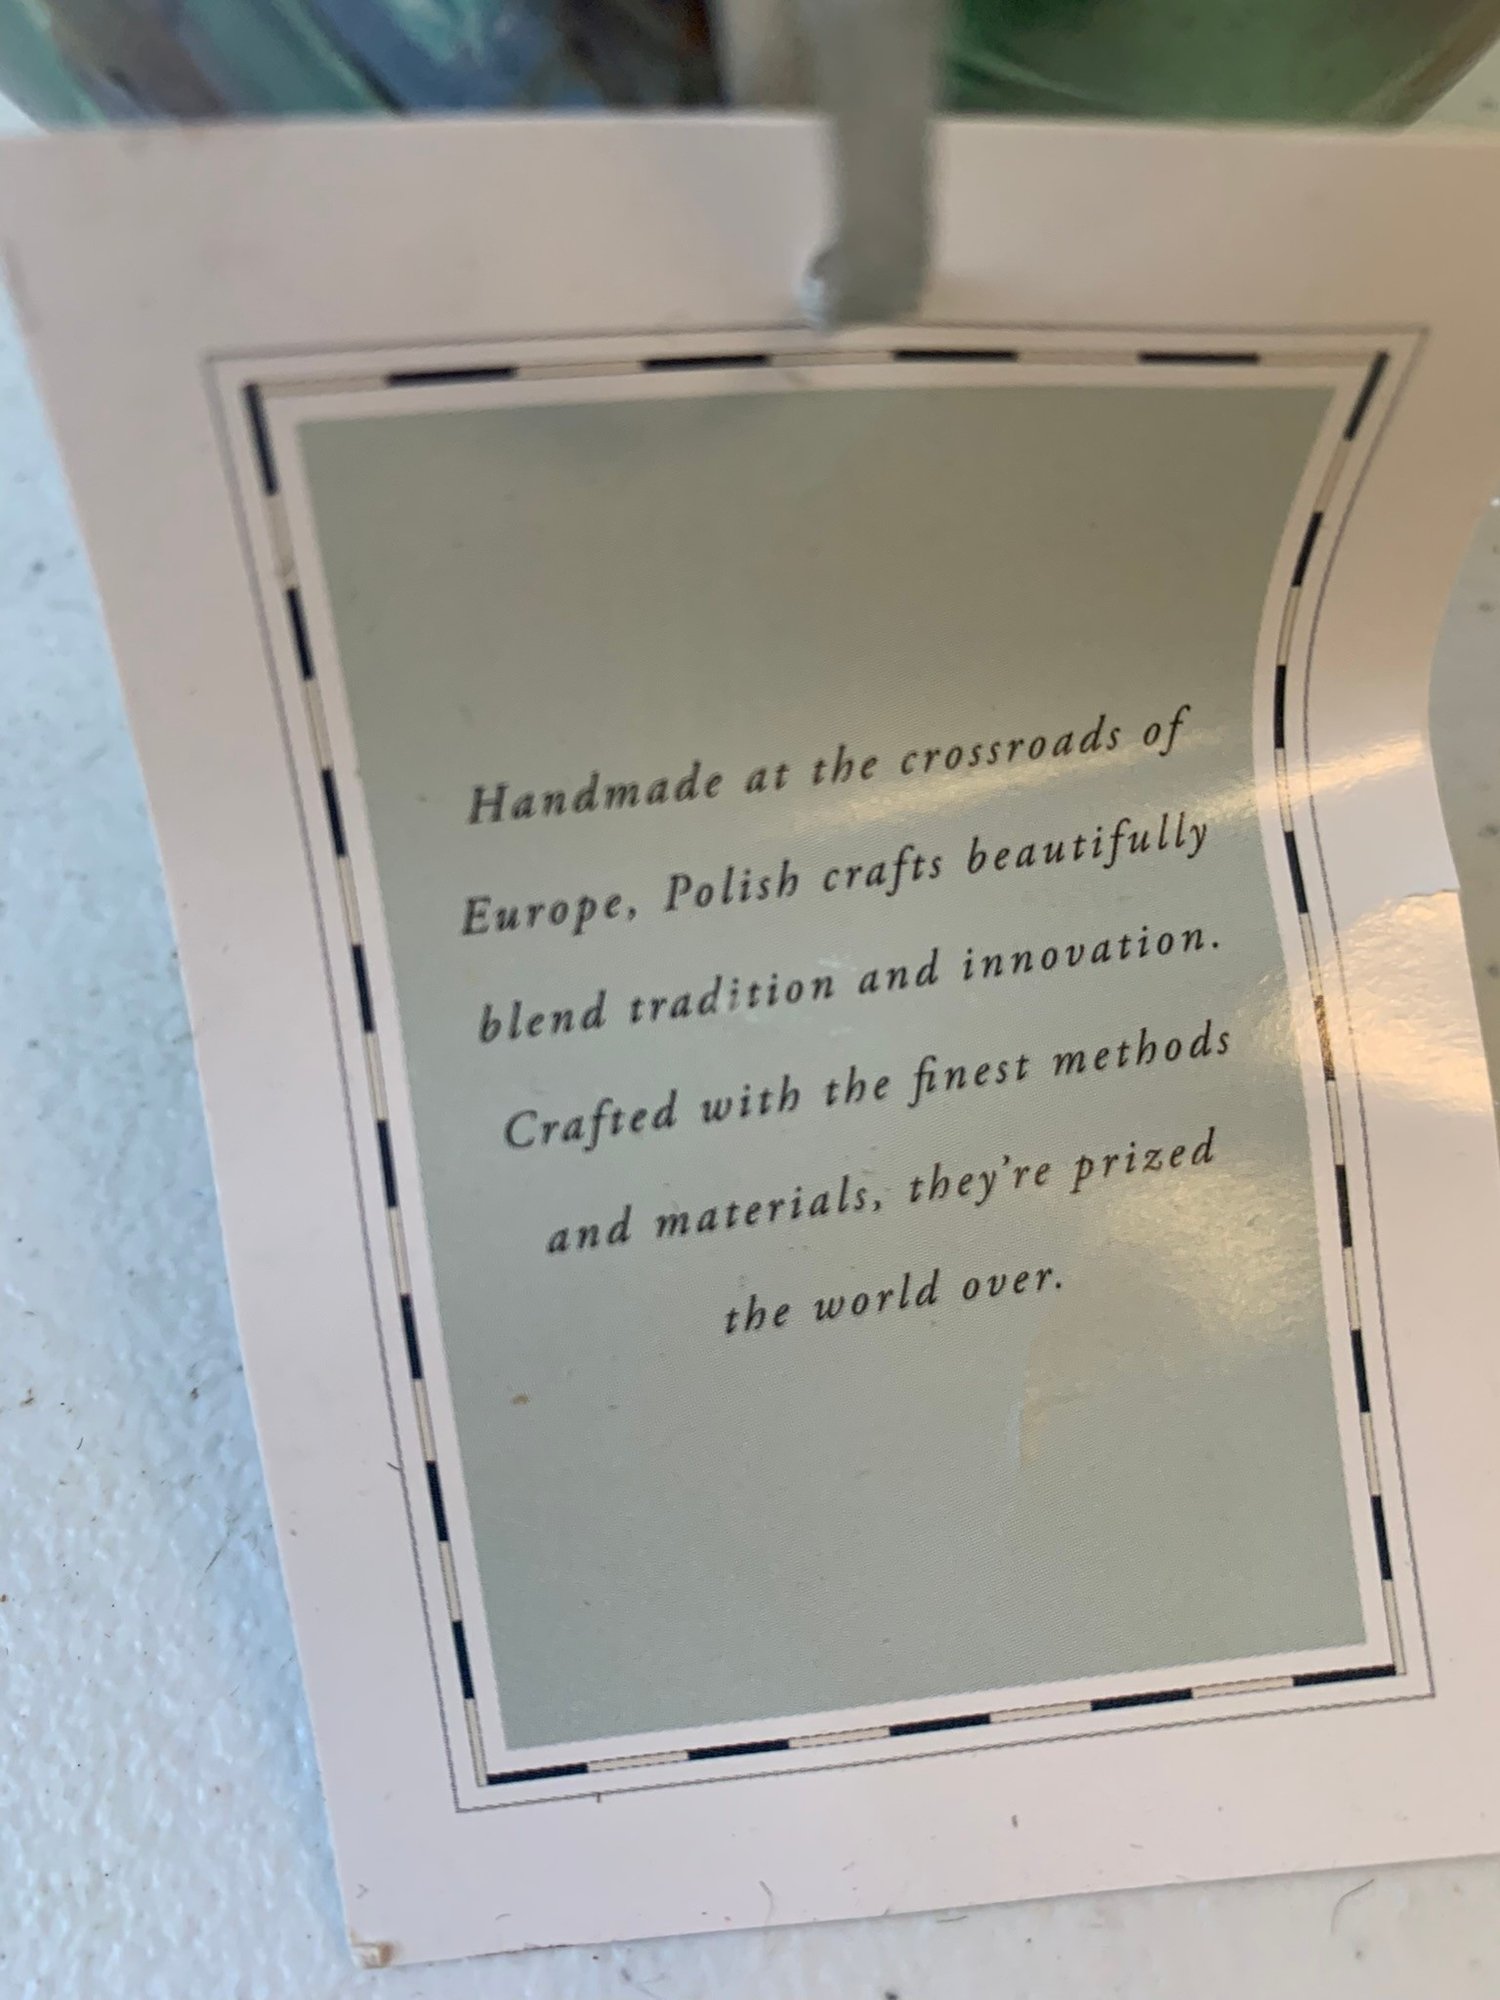 Handmade at the crossroads of
Europe, Polish crafts beautifully
blend tradition and innovation.
Crafted with the finest methods
and materials, they're prized
the world over.